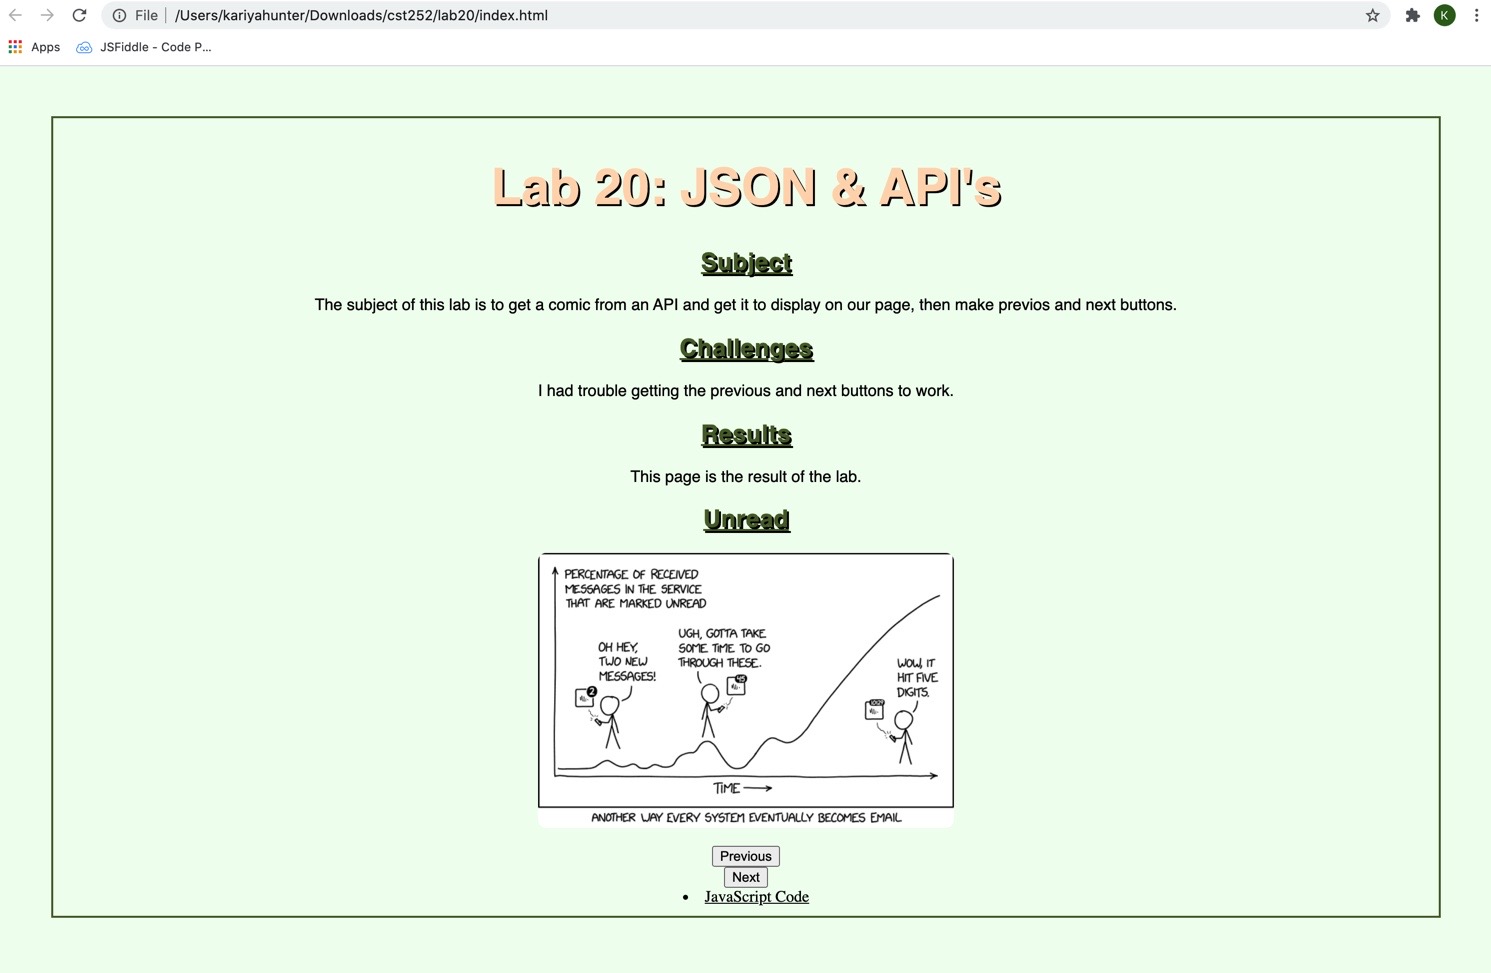 File | /Users/kariyahunter/Downloads/cst252/lab20/index.html
K
Apps JSFiddle - Code P...
Lab 20: JSON & API's
Subject
The subject of this lab is to get a comic from an API and get it to display on our page, then make previos and next buttons.
Challenges
I had trouble getting the previous and next buttons to work.
Results
This page is the result of the lab.
Unread
PERCENTAGE OF RECEIVED
MESSAGES IN THE SERVICE
THAT ARE MARKED UNREAD
OH HEY,
TWO NEW
MESSAGES!
2
UGH, GOTTA TAKE
SOME TIME TO GO
THROUGH THESE.
45
WOW, IT
HIT FIVE
DIGITS.
TIME
ANOTHER WAY EVERY SYSTEM EVENTUALLY BECOMES EMAIL
Previous
Next
• JavaScript Code